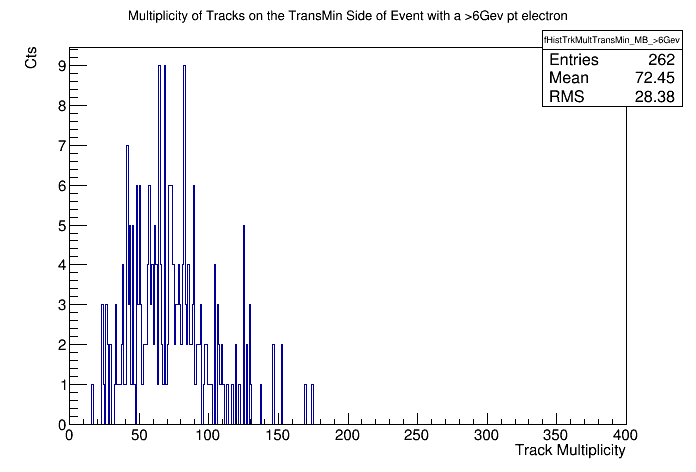 Multiplicity of Tracks on the TransMin Side of Event with a >6Gev pt electron
fHistTrkMultTransMin_MB_>6Gev
Entries 262
Mean 72.45
RMS 28.38
Cts
9
8
7
6
5
4
3
2
1
0
0 50 100 150 200 250 300 350 400
Track Multiplicity